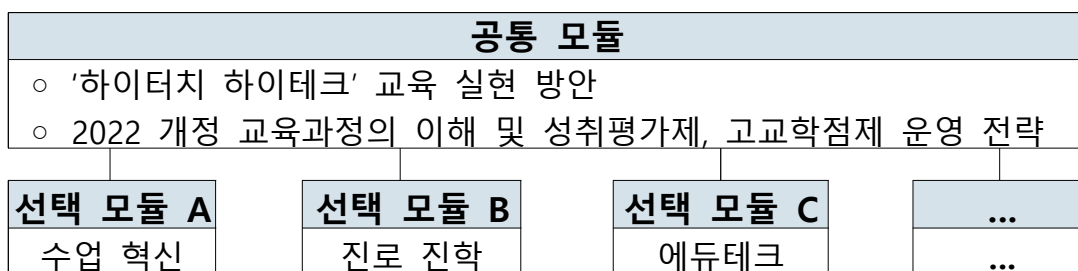 공통 모듈
○ '하이터치 하이테크' 교육 실현 방안
○ 2022 개정 교육과정의 이해 및 성취평가제, 고교학점제 운영 전략
선택 모듈 A 선택 모듈 B 선택 모듈 C ...
수업 혁신 진로 진학 에듀테크 ...